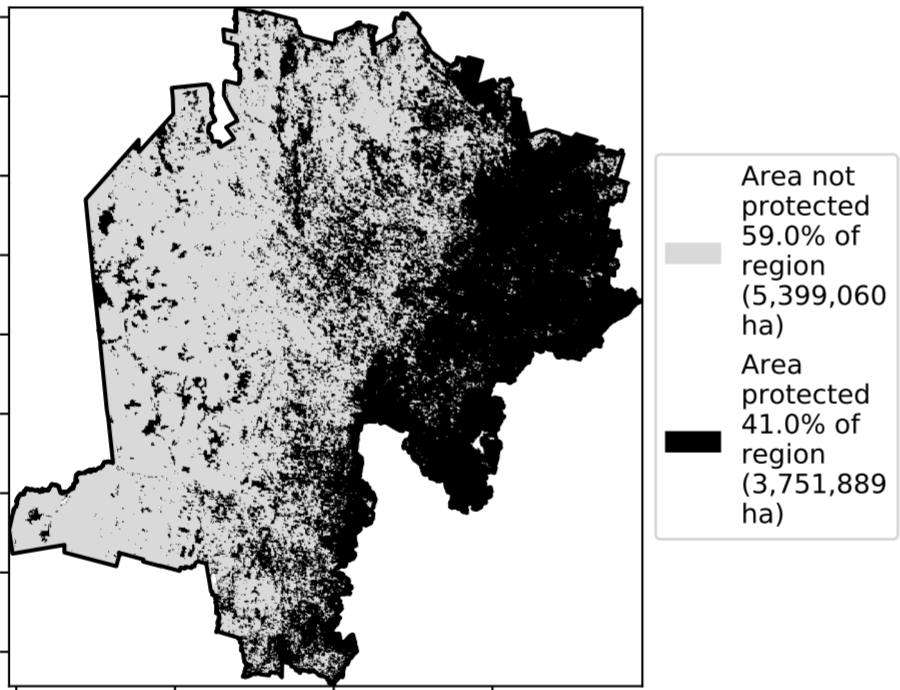 Area not
protected
59.0% of
region
(5,399,060
ha)
Area
protected
41.0% of
region
(3,751,889
ha)